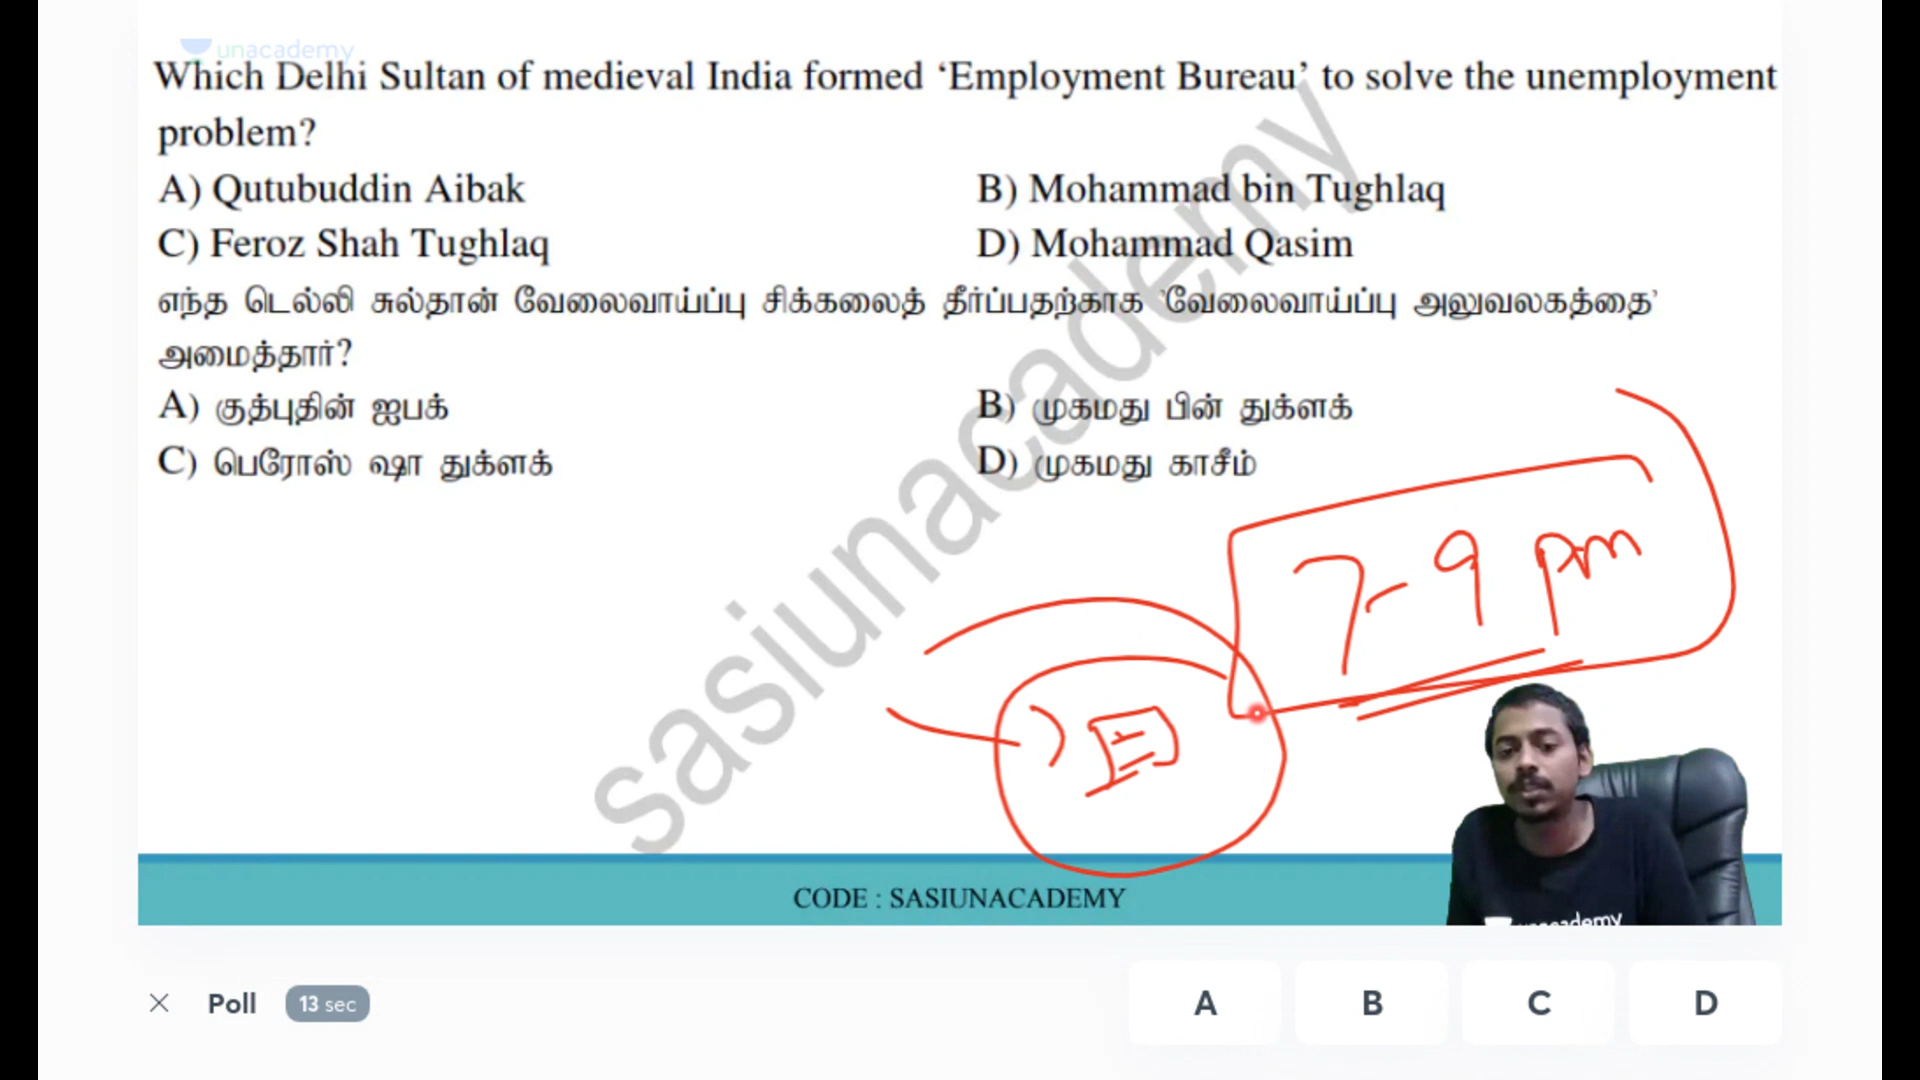 unacademy
Which Delhi Sultan of medieval India formed ‘Employment Bureau’ to solve the unemployment
problem?
A) Qutubuddin Aibak
B) Mohammad bin Tughlaq
C) Feroz Shah Tughlaq
D) Mohammad Qasim
எந்த டெல்லி சுல்தான் வேலைவாய்ப்பு சிக்கலைத் தீர்ப்பதற்காக 'வேலைவாய்ப்பு அலுவலகத்தை'
அமைத்தார்?
A) குத்புதின் ஐபக்
B) முகமது பின் துக்ளக்
C) பெரோஸ் ஷா துக்ளக்
D) முகமது காசீம்
sasiunacademy
7-9 pm
CODE : SASIUNACADEMY
unacademy
Poll
13 sec
A
B
C
D